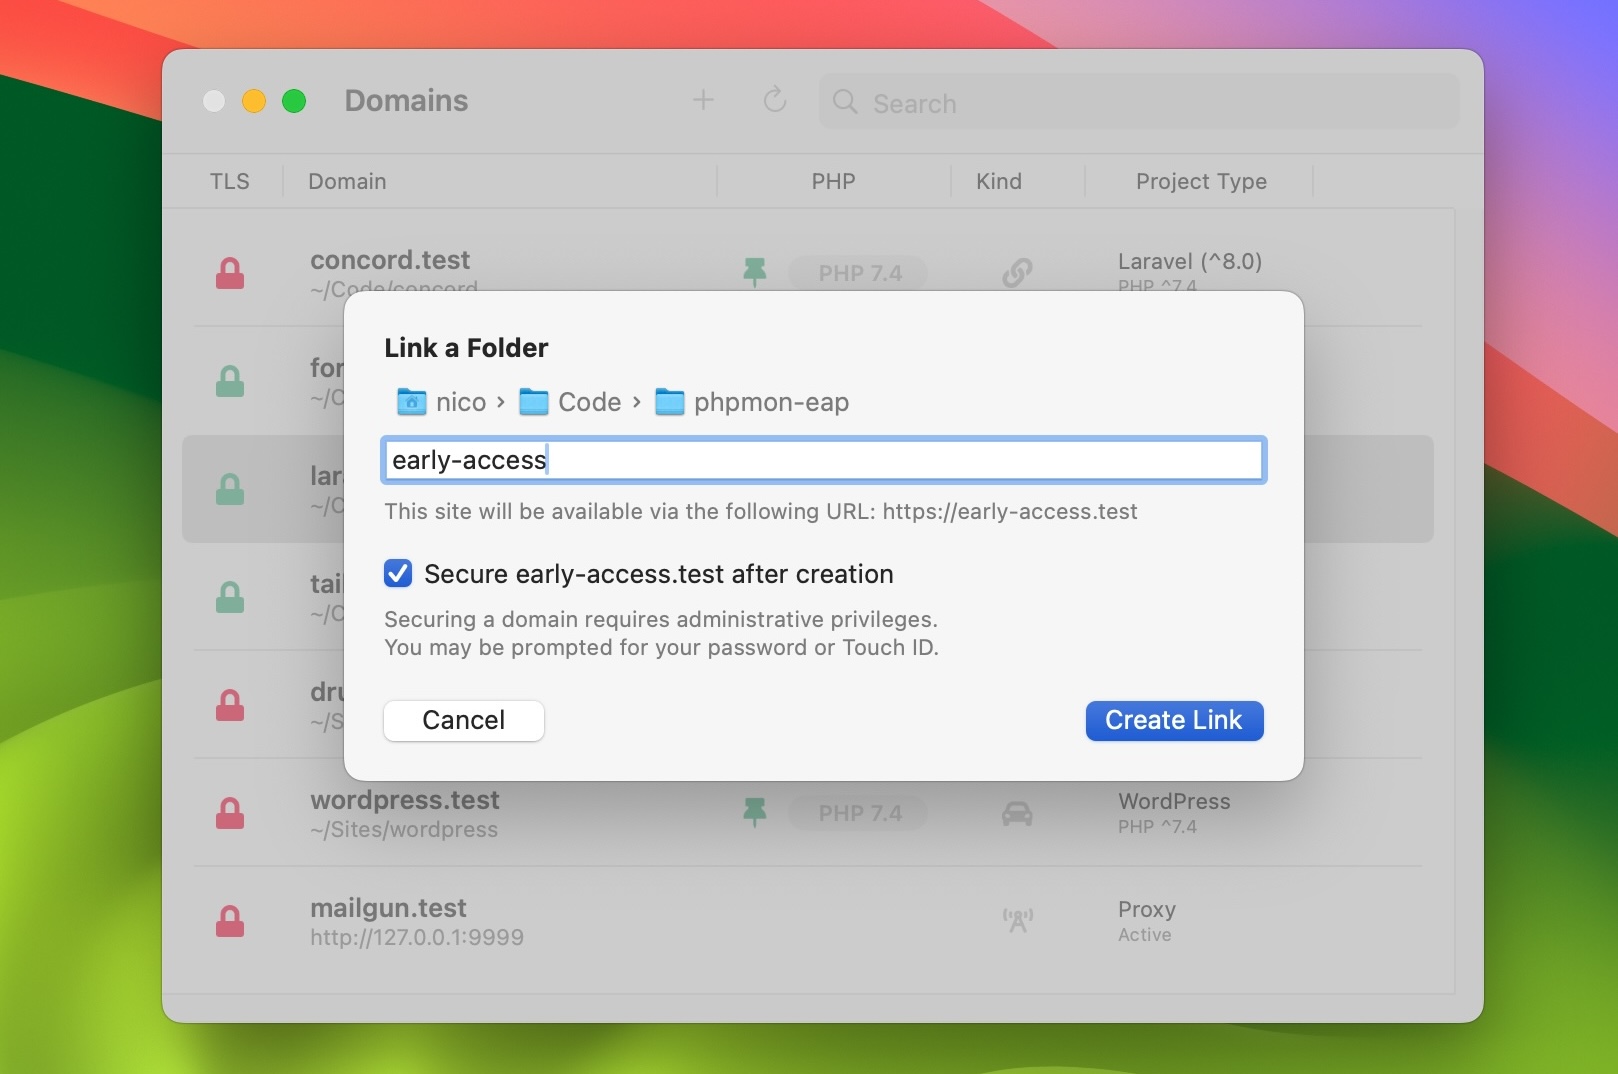 Domains
Search
TLS Domain PHP Kind Project Type
concord.test
~/Code/concord
PHP 7.4
Laravel (^8.0)
PHP ^7.4
Link a Folder
nico › Code › phpmon-eap
early-access
This site will be available via the following URL: https://early-access.test
Secure early-access.test after creation
Securing a domain requires administrative privileges.
You may be prompted for your password or Touch ID.
Cancel
Create Link
wordpress.test
~/Sites/wordpress
PHP 7.4
WordPress
PHP ^7.4
mailgun.test
http://127.0.0.1:9999
Proxy
Active